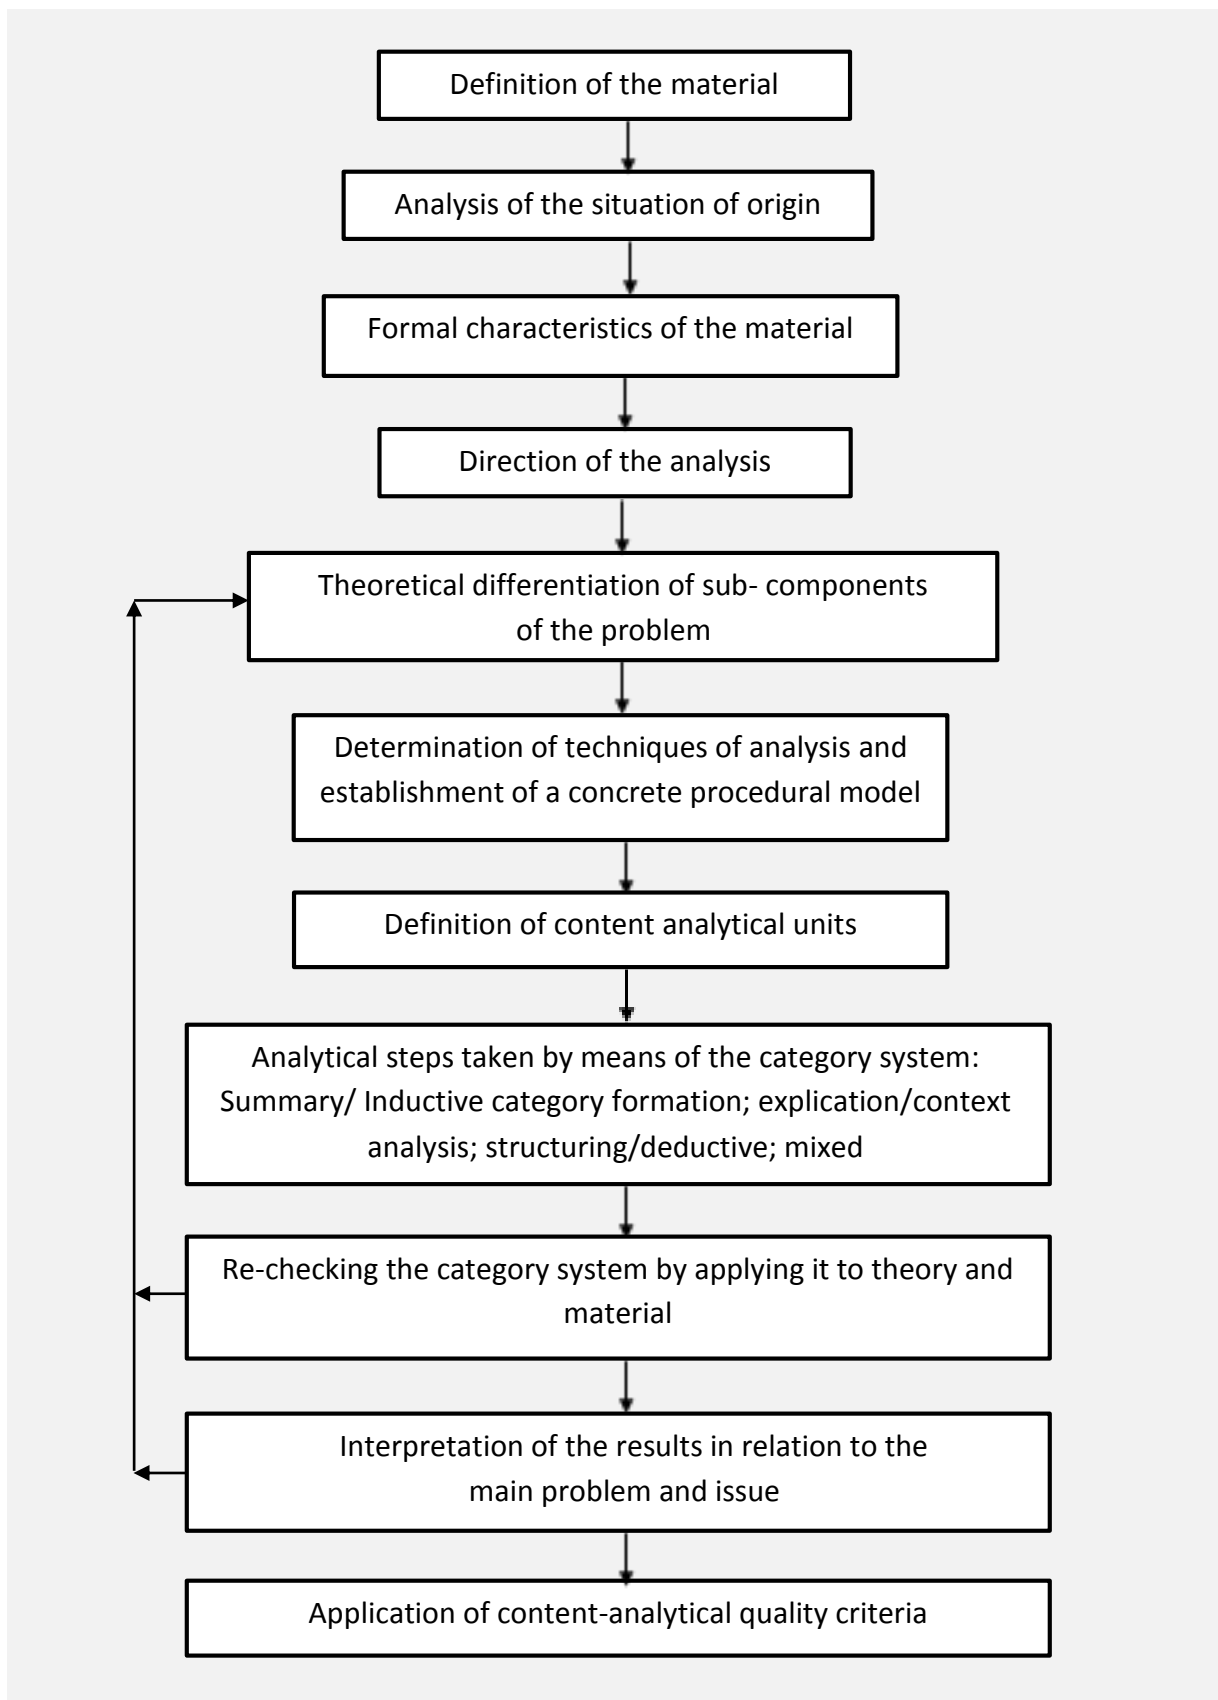 Definition of the material
Analysis of the situation of origin
Formal characteristics of the material
Direction of the analysis
Theoretical differentiation of sub- components
of the problem
Determination of techniques of analysis and
establishment of a concrete procedural model
Definition of content analytical units
Analytical steps taken by means of the category system:
Summary/ Inductive category formation; explication/context
analysis; structuring/deductive; mixed
Re-checking the category system by applying it to theory and
material
Interpretation of the results in relation to the
main problem and issue
Application of content-analytical quality criteria